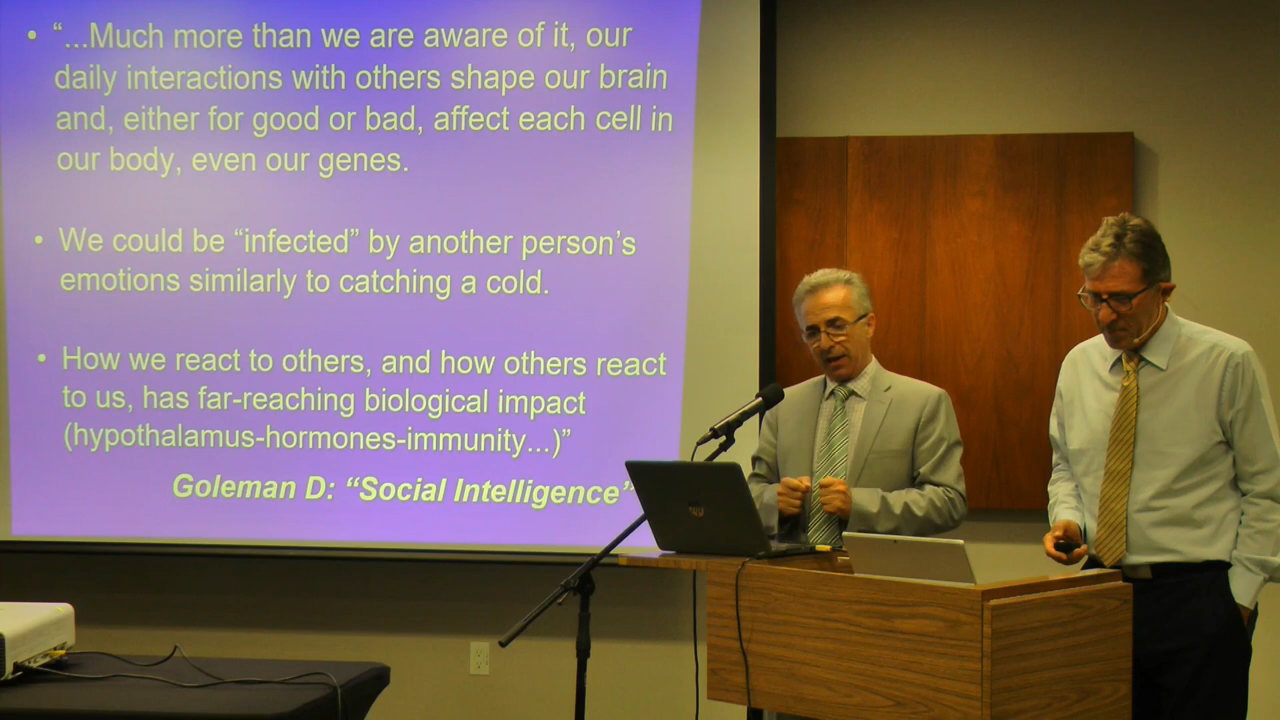 • “...Much more than we are aware of it, our
daily interactions with others shape our brain
and, either for good or bad, affect each cell in
our body, even our genes.
• We could be “infected” by another person’s
emotions similarly to catching a cold.
• How we react to others, and how others react
to us, has far-reaching biological impact
(hypothalamus-hormones-immunity...)”
Goleman D: “Social Intelligence”
hp